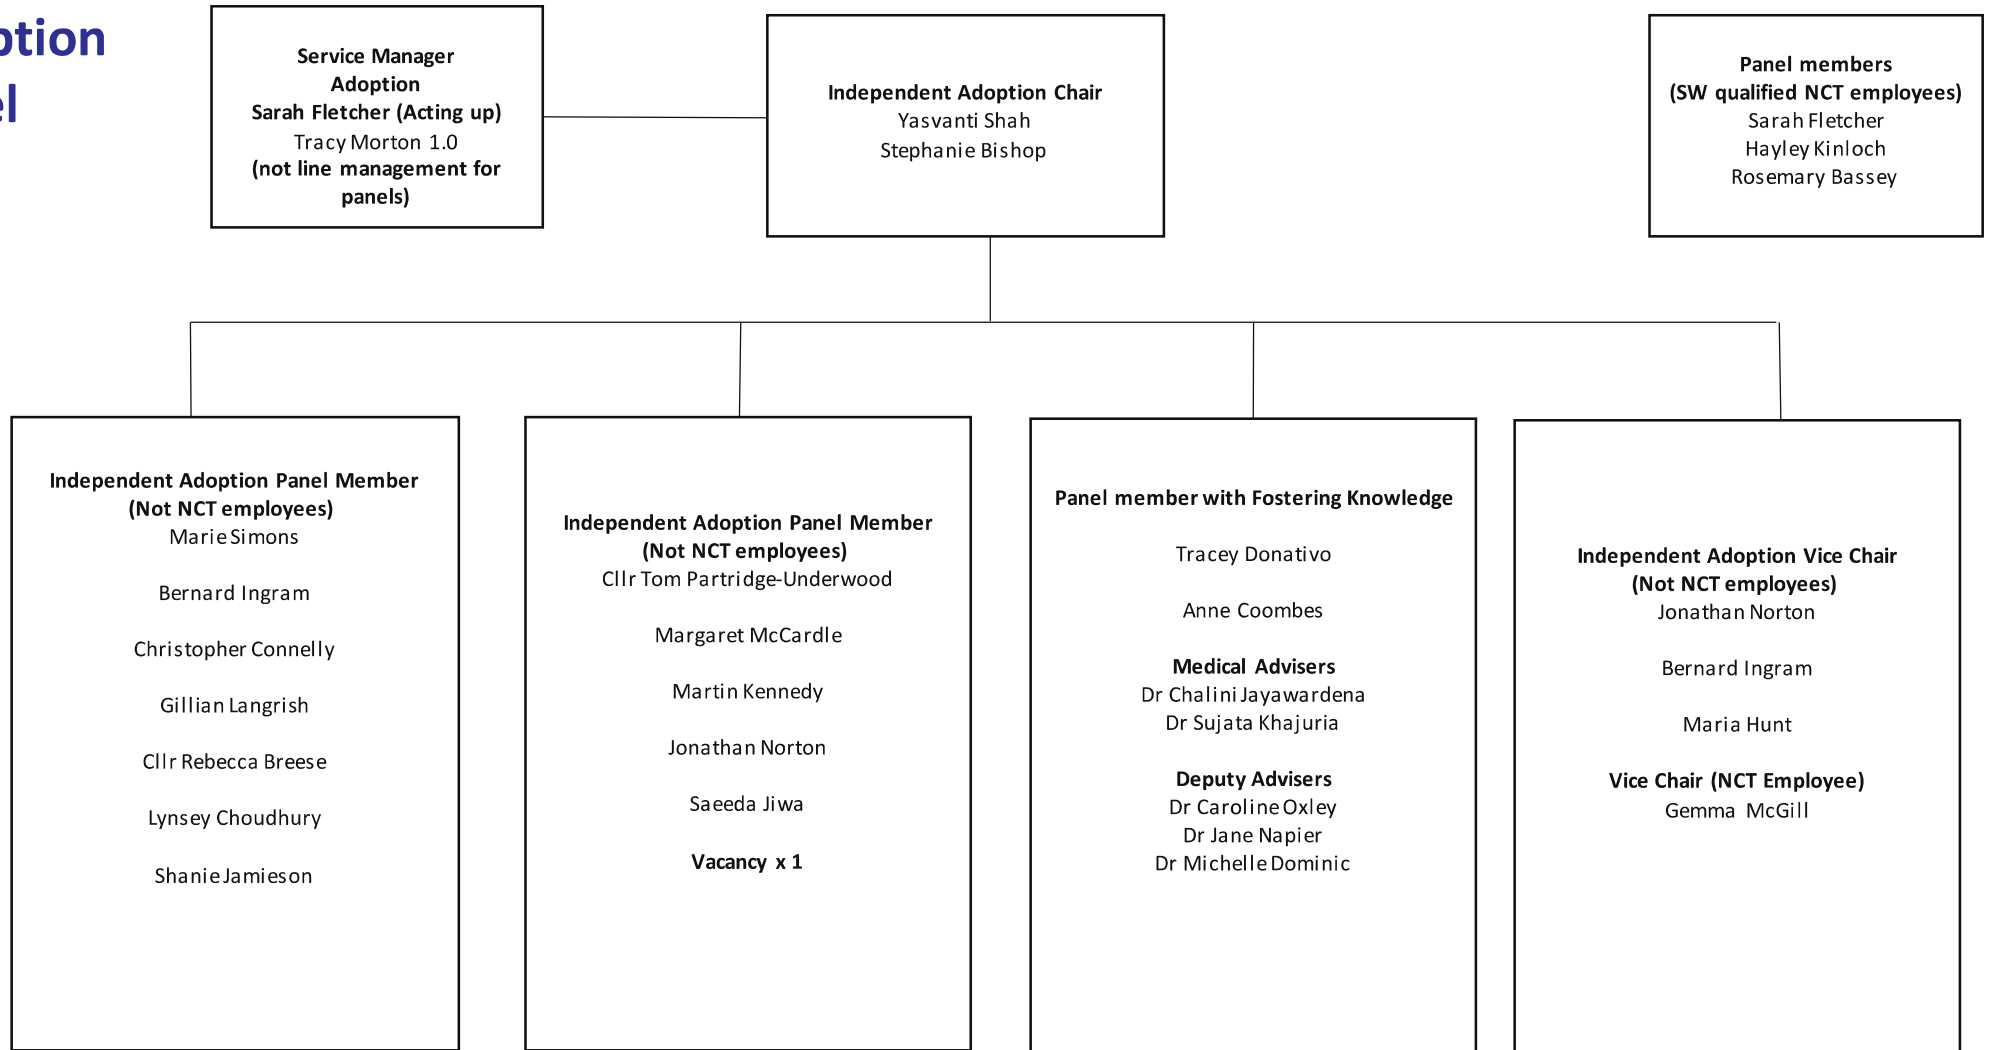 ption
el
Service Manager
Adoption
Sarah Fletcher (Acting up)
Tracy Morton 1.0
(not line management for
panels)
Independent Adoption Chair
Yasvanti Shah
Stephanie Bishop
Panel members
(SW qualified NCT employees)
Sarah Fletcher
Hayley Kinloch
Rosemary Bassey
Independent Adoption Panel Member
(Not NCT employees)
Marie Simons
Bernard Ingram
Christopher Connelly
Gillian Langrish
Cllr Rebecca Breese
Lynsey Choudhury
Shanie Jamieson
Independent Adoption Panel Member
(Not NCT employees)
Cllr Tom Partridge-Underwood
Margaret McCardle
Martin Kennedy
Jonathan Norton
Saeeda Jiwa
Vacancy x 1
Panel member with Fostering Knowledge
Tracey Donativo
Anne Coombes
Medical Advisers
Dr Chalini Jayawardena
Dr Sujata Khajuria
Deputy Advisers
Dr Caroline Oxley
Dr Jane Napier
Dr Michelle Dominic
Independent Adoption Vice Chair
(Not NCT employees)
Jonathan Norton
Bernard Ingram
Maria Hunt
Vice Chair (NCT Employee)
Gemma McGill